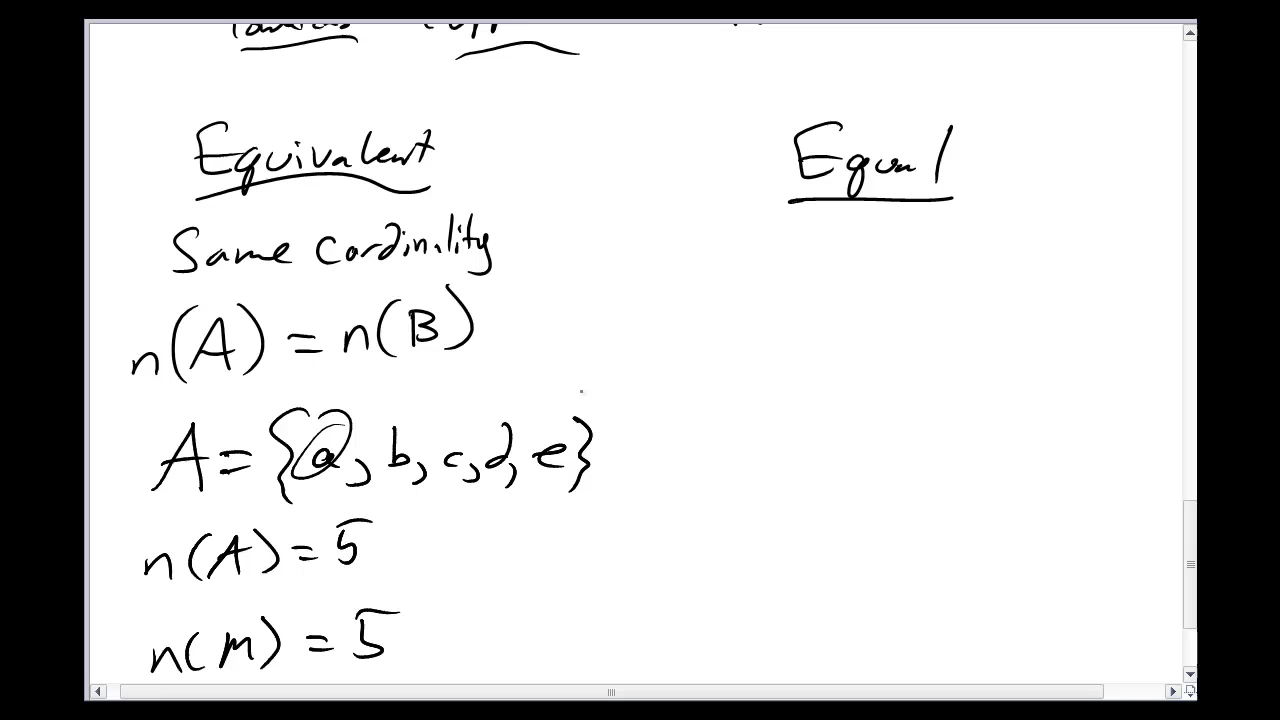 Equivalent
Equal
Same cardinality
n(A) = n(B)
A = {a, b, c, d, e}
n(A) = 5
n(M) = 5